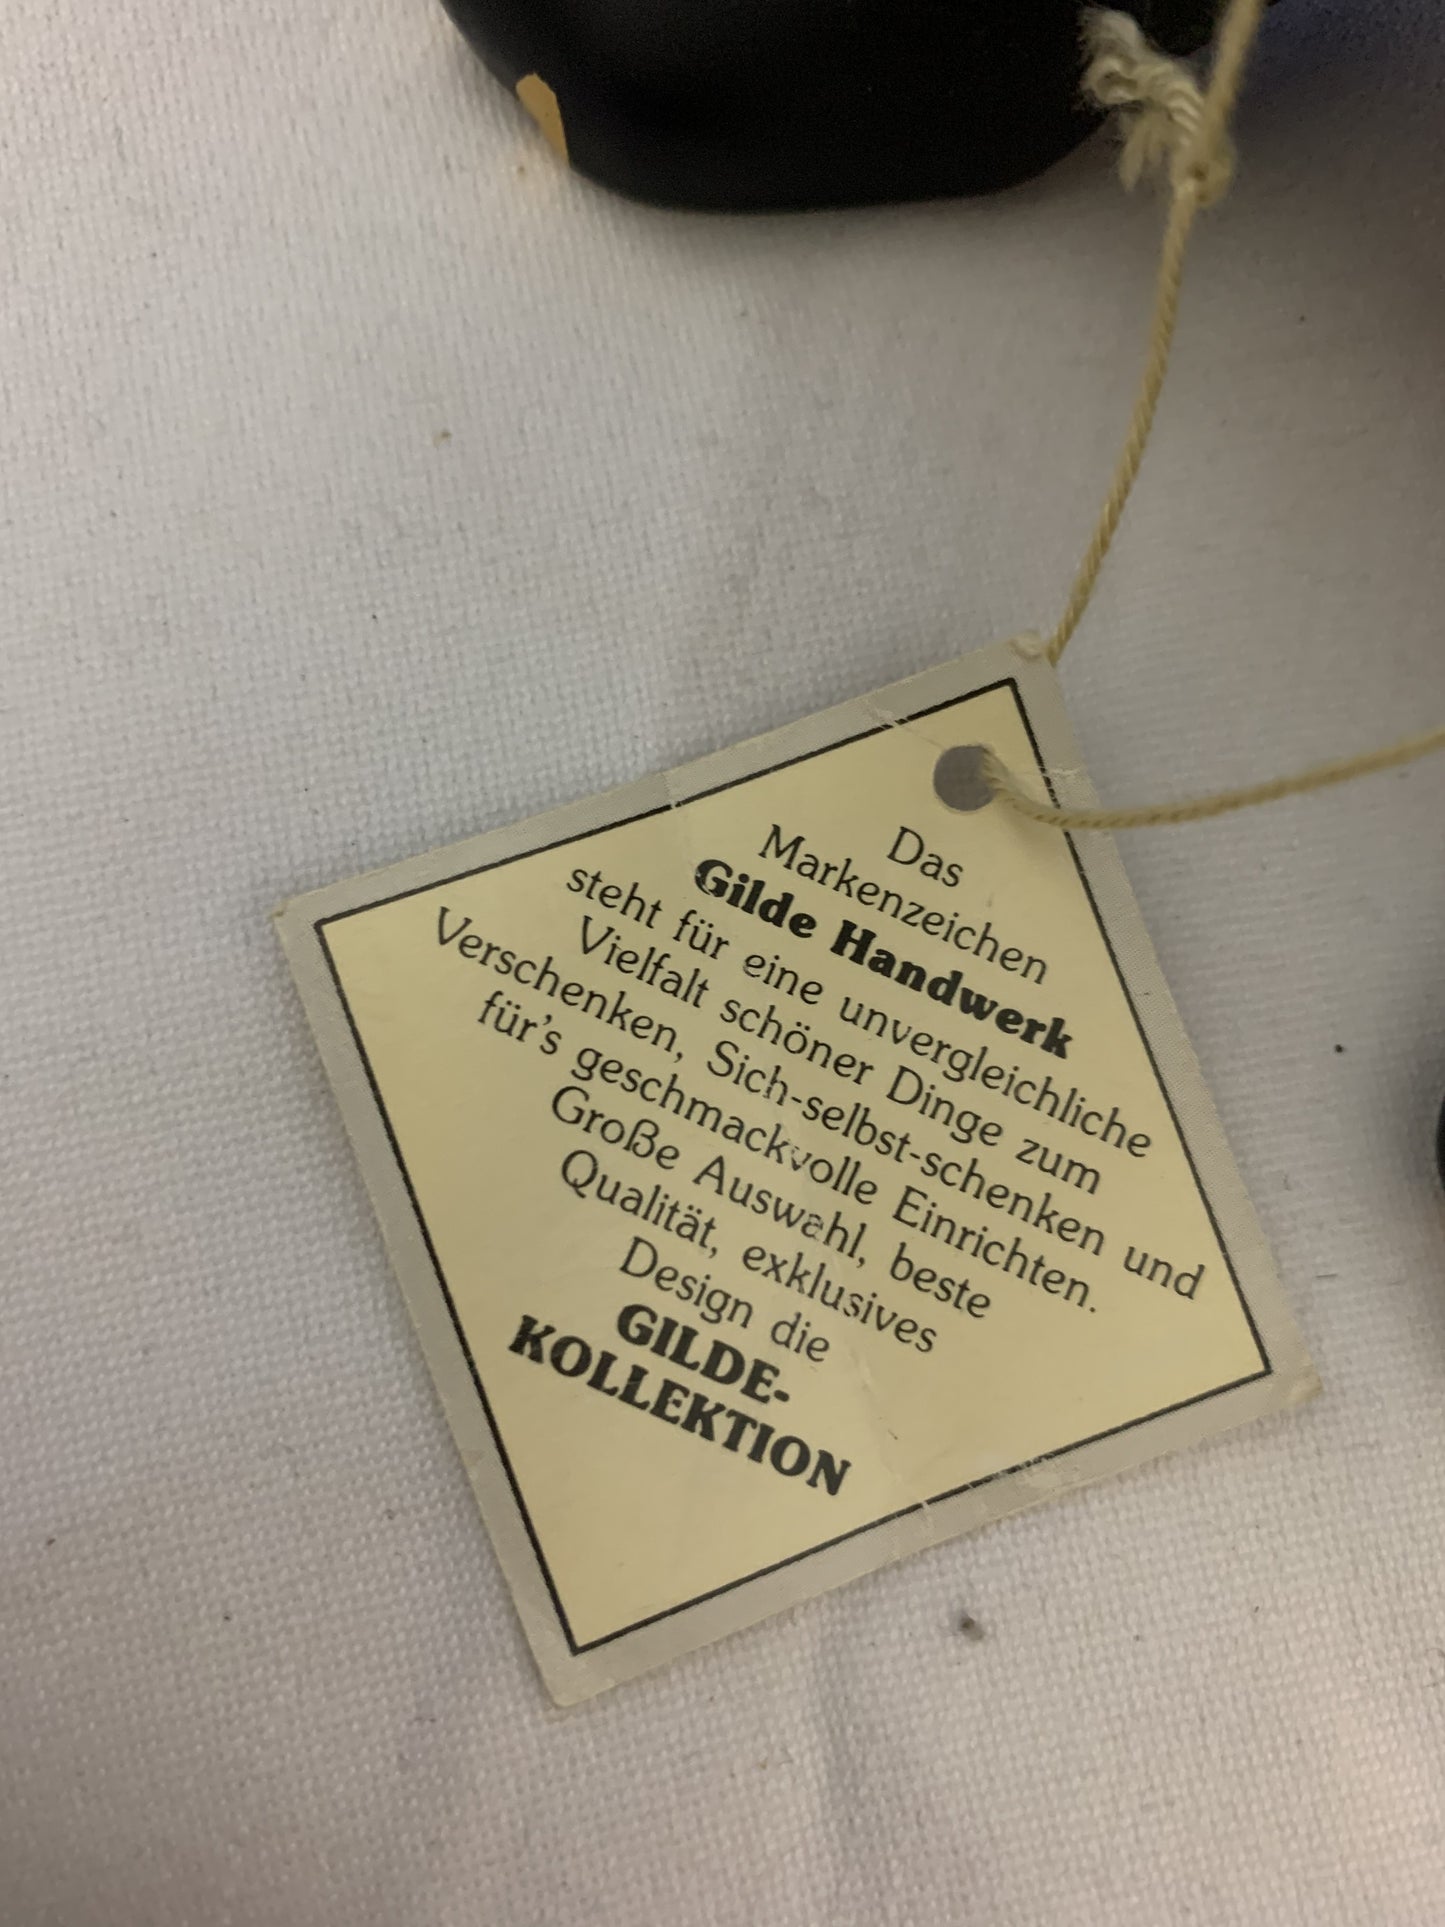 Das
Markenzeichen
Gilde Handwerk
steht für eine unvergleichliche
Vielfalt schöner Dinge zum
Verschenken, Sich-selbst-schenken und
für's geschmackvolle Einrichten.
Große Auswahl, beste
Qualität, exklusives
Design die
GILDE-
KOLLEKTION